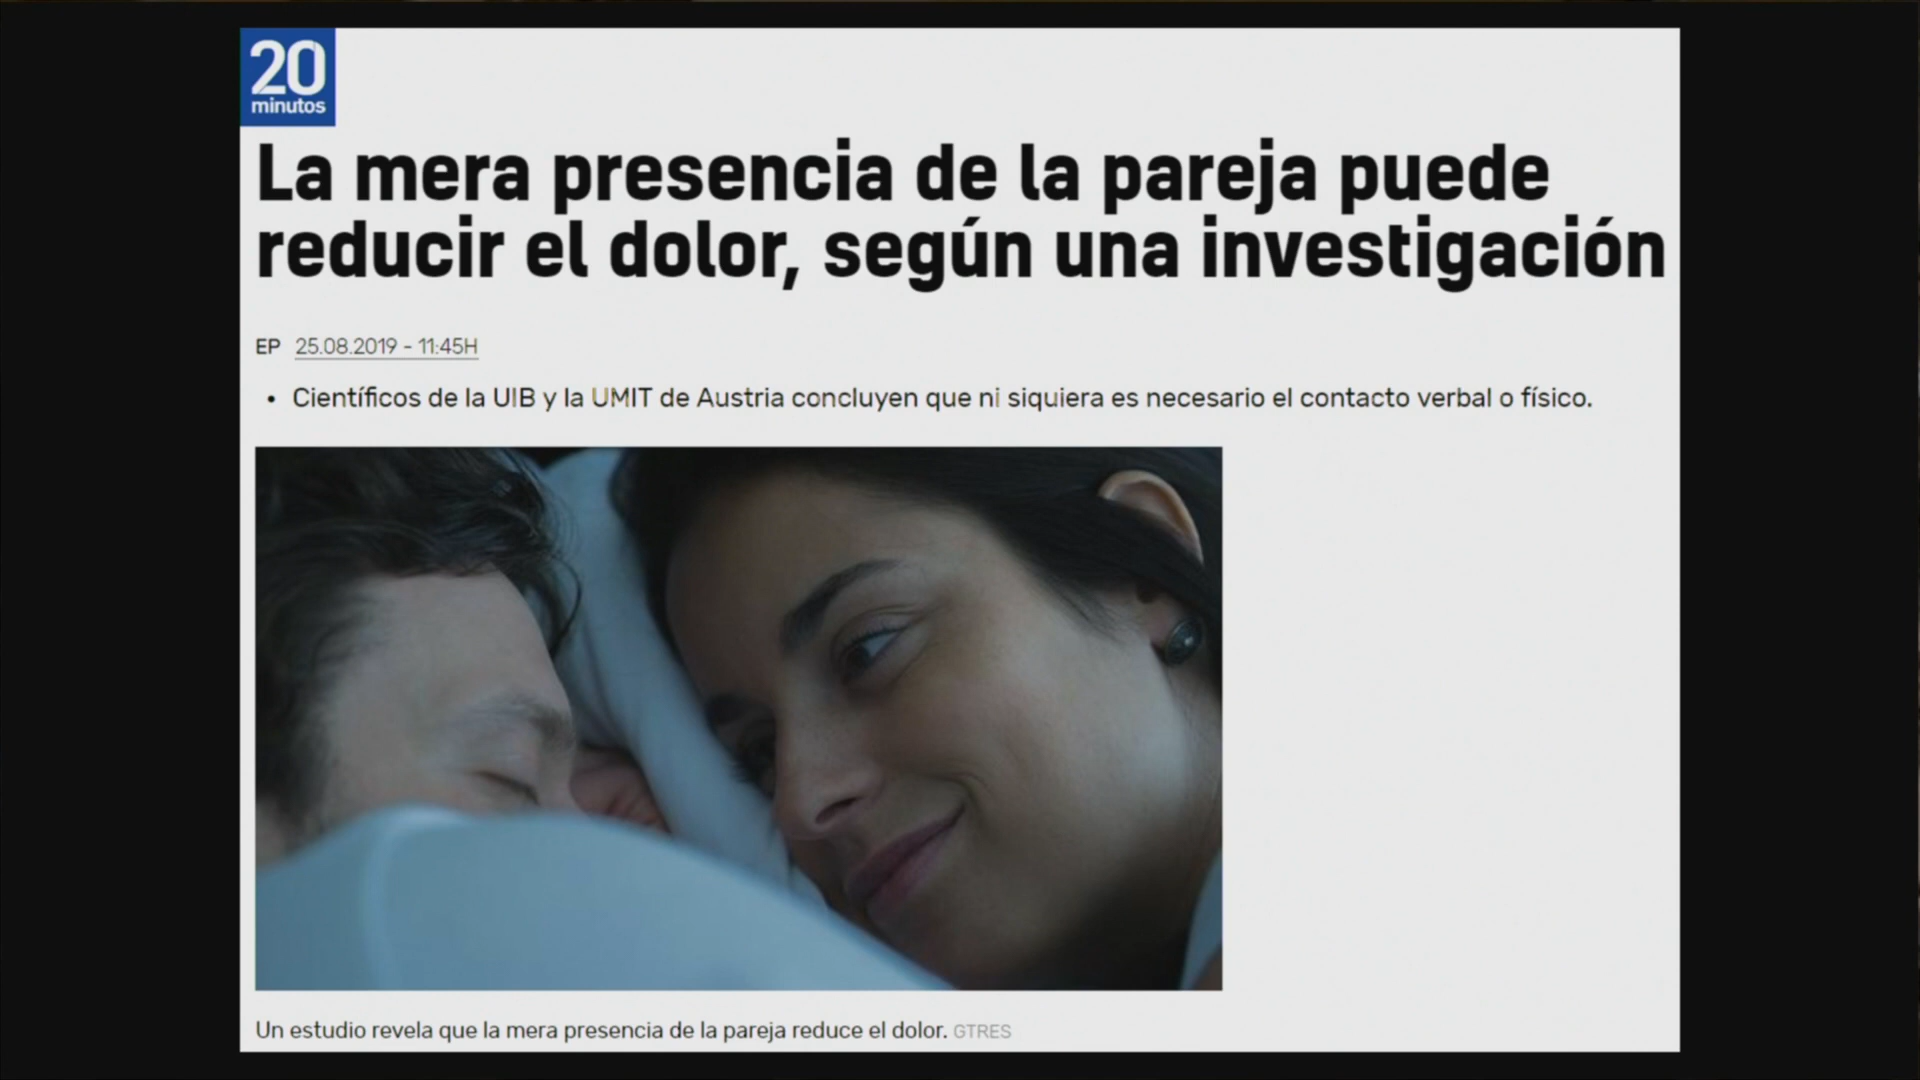 20
minutos
La mera presencia de la pareja puede
reducir el dolor, según una investigación
EP 25.08.2019 - 11:45H
• Científicos de la UIB y la UMIT de Austria concluyen que ni siquiera es necesario el contacto verbal o físico.
Un estudio revela que la mera presencia de la pareja reduce el dolor. GTRES